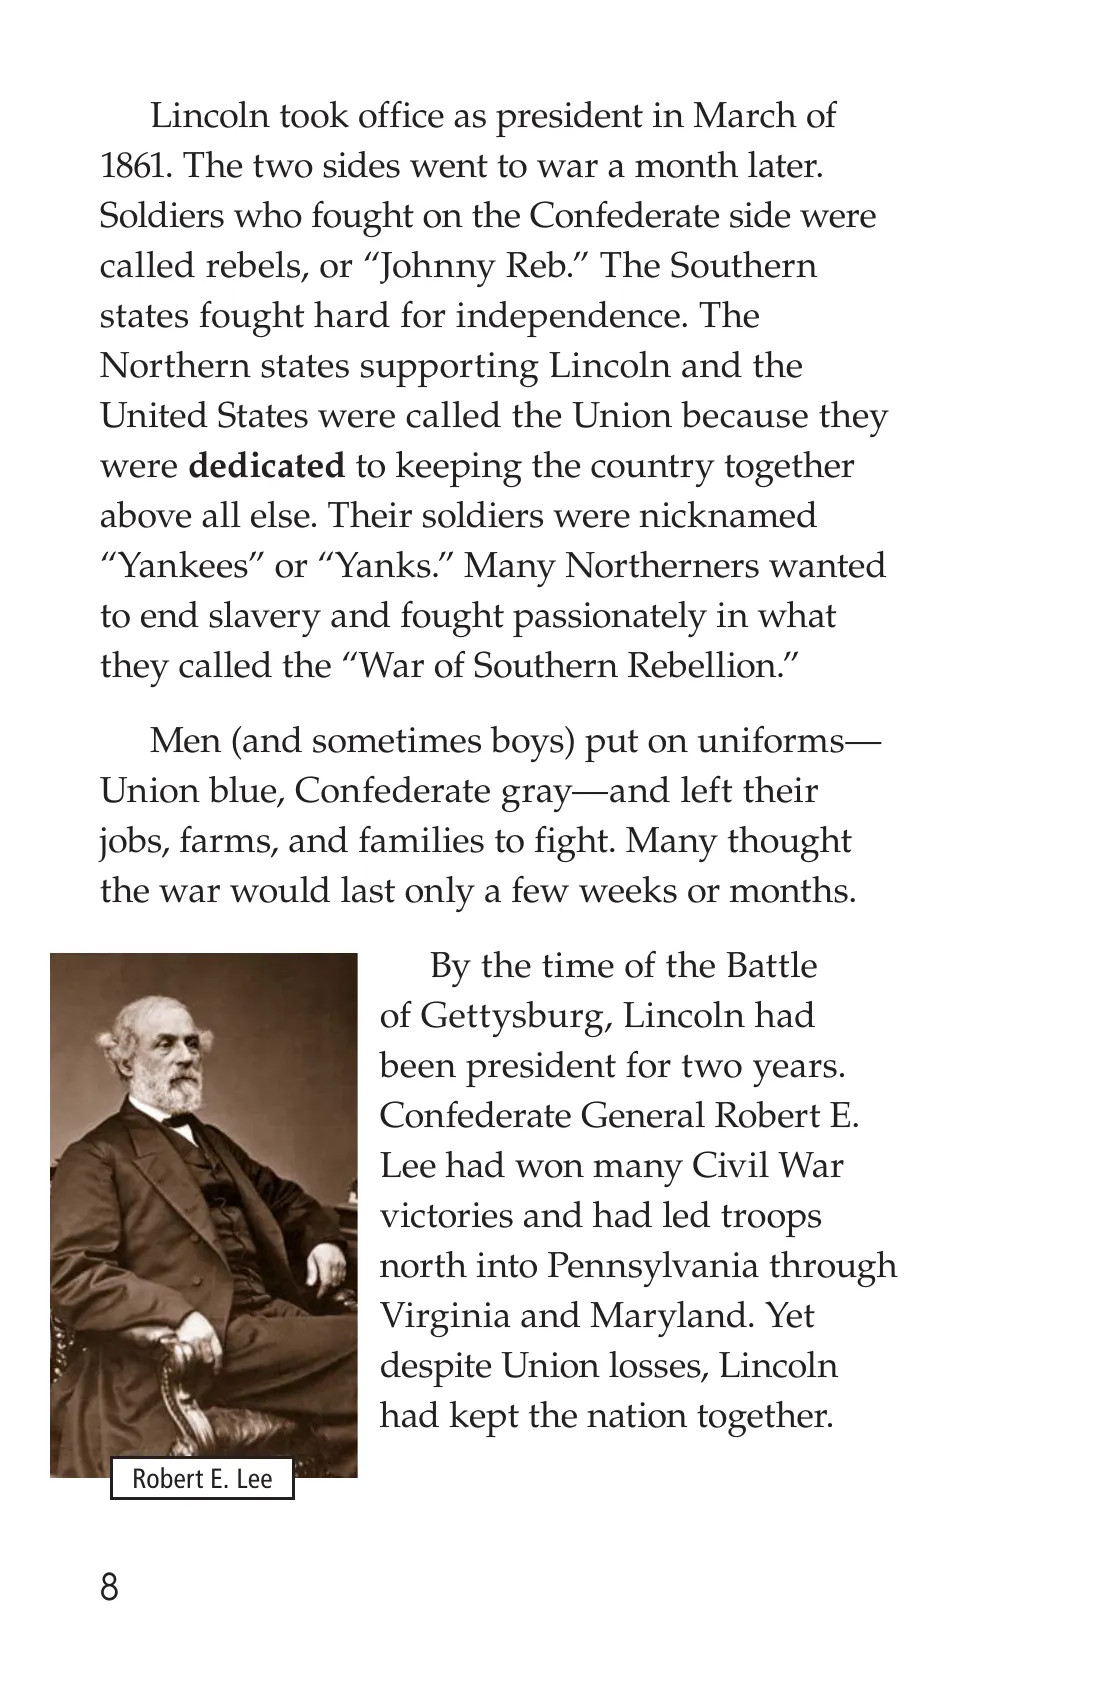 Lincoln took office as president in March of
1861. The two sides went to war a month later.
Soldiers who fought on the Confederate side were
called rebels, or “Johnny Reb.” The Southern
states fought hard for independence. The
Northern states supporting Lincoln and the
United States were called the Union because they
were dedicated to keeping the country together
above all else. Their soldiers were nicknamed
“Yankees” or “Yanks.” Many Northerners wanted
to end slavery and fought passionately in what
they called the “War of Southern Rebellion.”
Men (and sometimes boys) put on uniforms—
Union blue, Confederate gray—and left their
jobs, farms, and families to fight. Many thought
the war would last only a few weeks or months.
By the time of the Battle
of Gettysburg, Lincoln had
been president for two years.
Confederate General Robert E.
Lee had won many Civil War
victories and had led troops
north into Pennsylvania through
Virginia and Maryland. Yet
despite Union losses, Lincoln
had kept the nation together.
Robert E. Lee
8